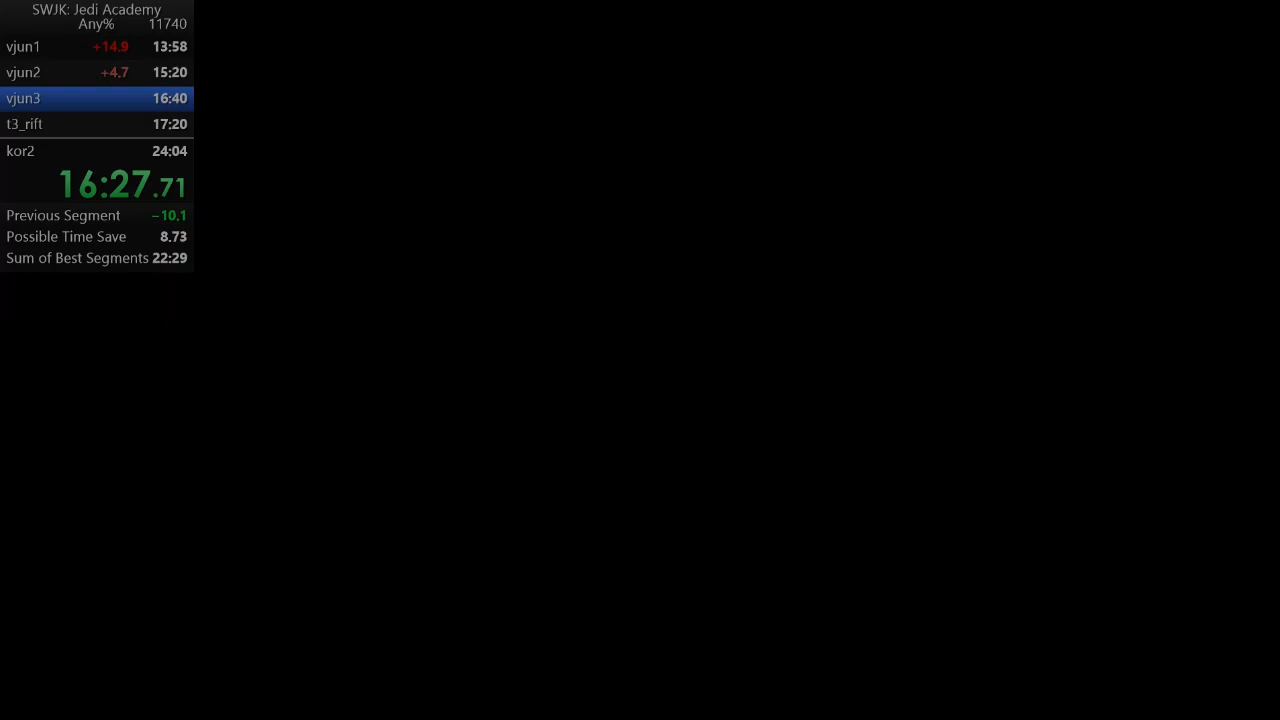 SWJK: Jedi Academy
Any% 11740
vjun1 +14.9 13:58
vjun2 +4.7 15:20
vjun3 16:40
t3_rift 17:20
kor2 24:04
16:27.71
Previous Segment −10.1
Possible Time Save 8.73
Sum of Best Segments 22:29